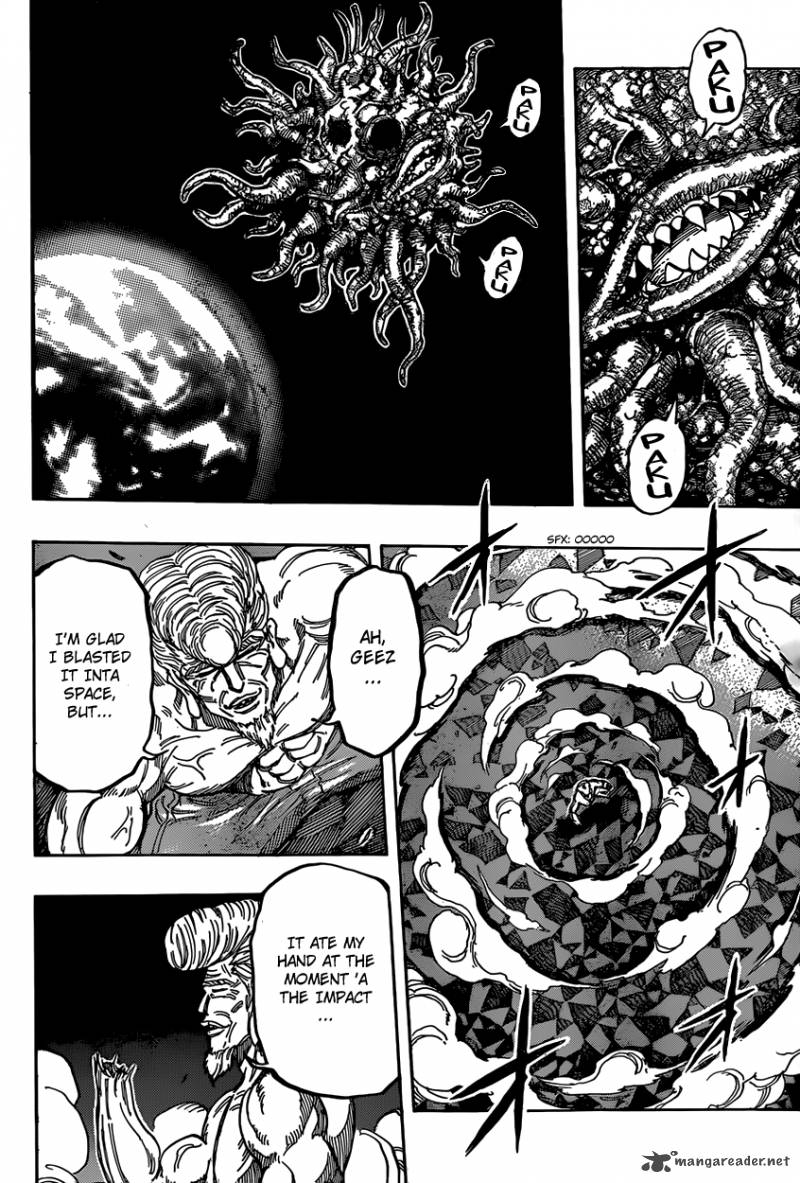 PAKU
PAKU
PAKU
PAKU
SFX: OOOOO
AH,
GEEZ
...
I'M GLAD
I BLASTED
IT INTA
SPACE,
BUT...
IT ATE MY
HAND AT THE
MOMENT 'A
THE IMPACT
...
mangareader.net